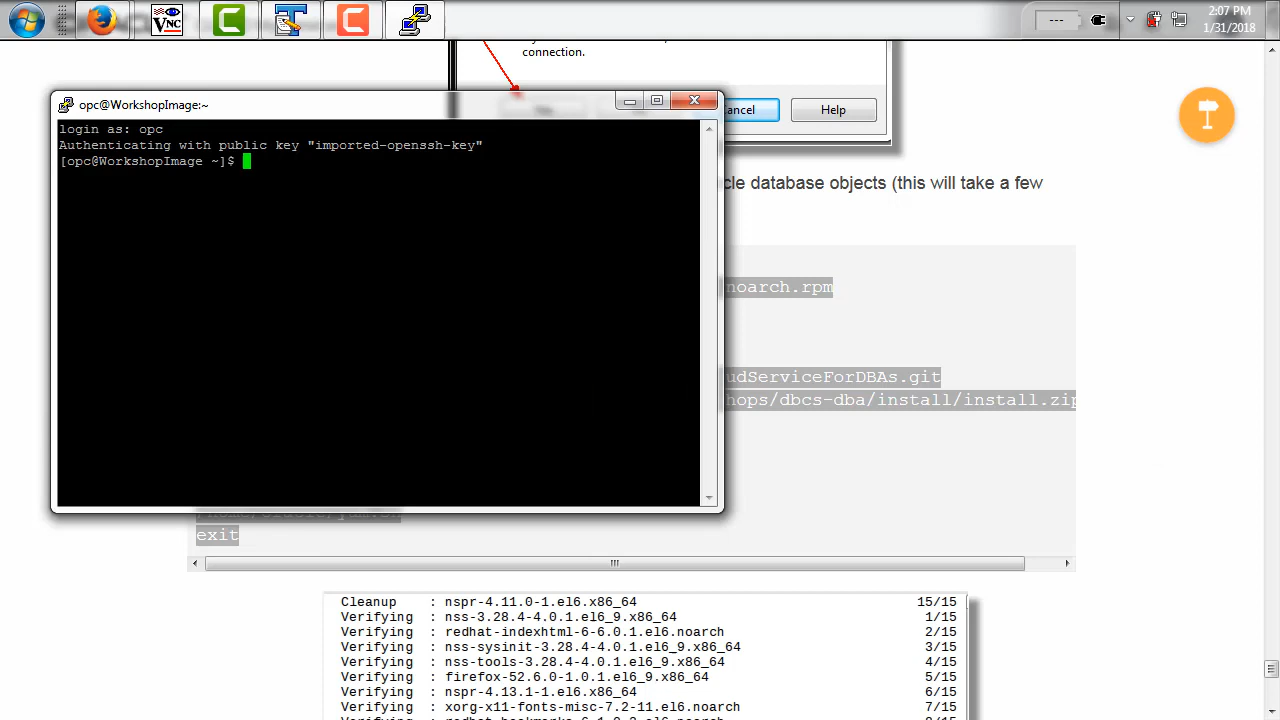 2:07 PM
1/31/2018
VNC
---
connection.
opc@WorkshopImage:~
ancel
Help
login as: opc
Authenticating with public key "imported-openssh-key"
[opc@WorkshopImage ~]$
cle database objects (this will take a few
noarch.rpm
udServiceForDBAs.git
hops/dbcs-dba/install/install.zip
exit
Cleanup : nspr-4.11.0-1.el6.x86_64 15/15
Verifying : nss-3.28.4-4.0.1.el6_9.x86_64 1/15
Verifying : redhat-indexhtml-6-6.0.1.el6.noarch 2/15
Verifying : nss-sysinit-3.28.4-4.0.1.el6_9.x86_64 3/15
Verifying : nss-tools-3.28.4-4.0.1.el6_9.x86_64 4/15
Verifying : firefox-52.6.0-1.0.1.el6_9.x86_64 5/15
Verifying : nspr-4.13.1-1.el6.x86_64 6/15
Verifying : xorg-x11-fonts-misc-7.2-11.el6.noarch 7/15